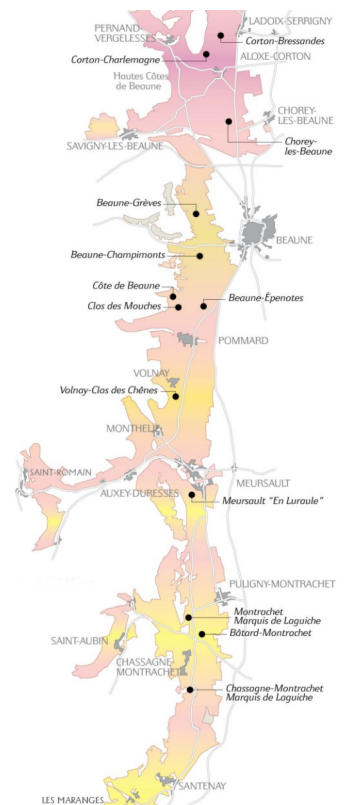 PERNAND-
VERGELESSES
LADOIX-SERRIGNY
Corton-Bressandes
Corton-Charlemagne
ALOXE-CORTON
Hautes Côtes
de Beaune
CHOREY
LES-BEAUNE
SAVIGNY-LES-BEAUNE
Chorey
les-Beaune
Beaune-Grèves
BEAUNE
Beaune-Champimonts
Côte de Beaune
Clos des Mouches
Beaune-Épenotes
POMMARD
VOLNAY
Volnay-Clos des Chênes
MONTHELIE
SAINT-ROMAIN
MEURSAULT
AUXEY-DURESSES
Meursault "En Luraule"
PULIGNY-MONTRACHET
Montrachet
Marquis de Laguiche
Bâtard-Montrachet
SAINT-AUBIN
CHASSAGNE-
MONTRACHET
Chassagne-Montrachet
Marquis de Laguiche
SANTENAY
LES MARANGES